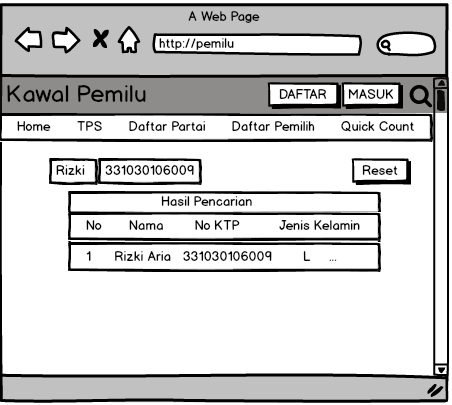 A Web Page
http://pemilu
Kawal Pemilu DAFTAR MASUK
Home TPS Daftar Partai Daftar Pemilih Quick Count
Rizki 331030106009 Reset
Hasil Pencarian
No Nama No KTP Jenis Kelamin
1 Rizki Aria 331030106009 L ...